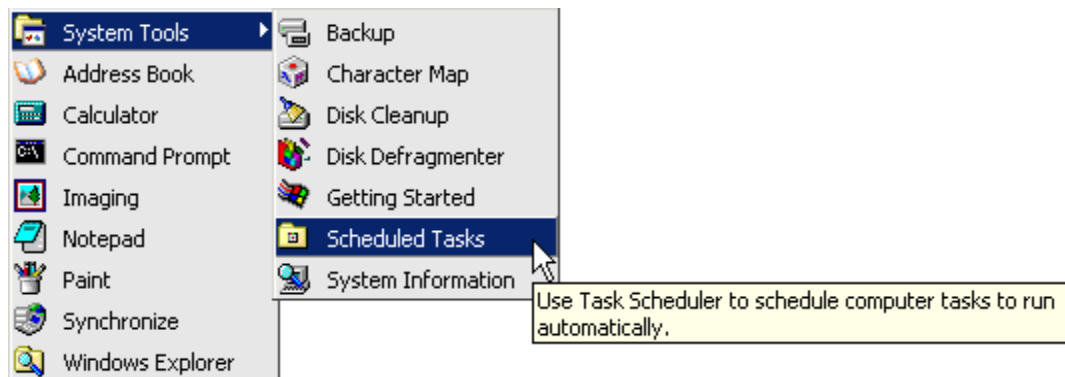 System Tools
Address Book
Calculator
Command Prompt
Imaging
Notepad
Paint
Synchronize
Windows Explorer
Backup
Character Map
Disk Cleanup
Disk Defragmenter
Getting Started
Scheduled Tasks
System Information
Use Task Scheduler to schedule computer tasks to run
automatically.